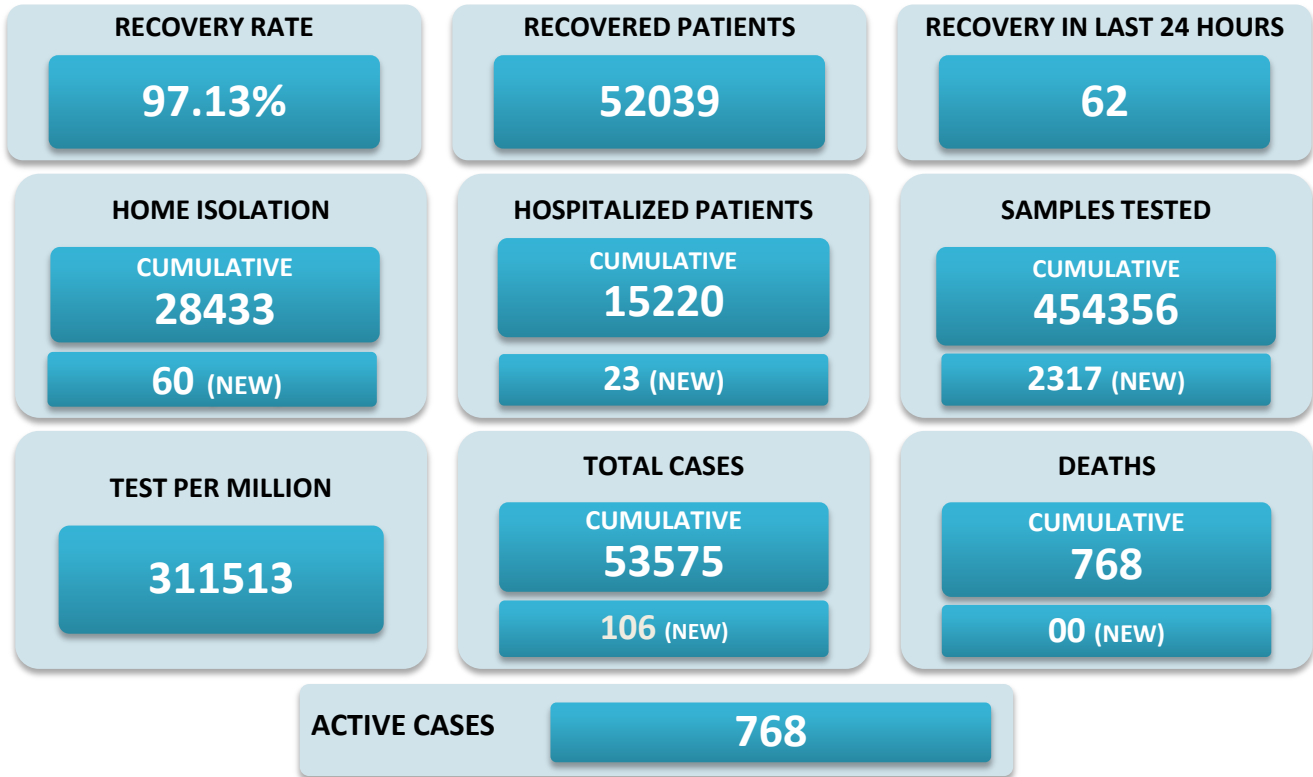 RECOVERY RATE
97.13%
RECOVERED PATIENTS
52039
RECOVERY IN LAST 24 HOURS
62
HOME ISOLATION
CUMULATIVE
28433
60 (NEW)
HOSPITALIZED PATIENTS
CUMULATIVE
15220
23 (NEW)
SAMPLES TESTED
CUMULATIVE
454356
2317 (NEW)
TEST PER MILLION
311513
TOTAL CASES
CUMULATIVE
53575
106 (NEW)
DEATHS
CUMULATIVE
768
00 (NEW)
ACTIVE CASES
768